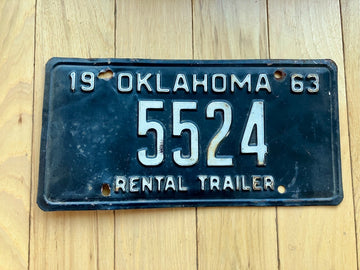 19 OKLAHOMA 63
5524
RENTAL TRAILER